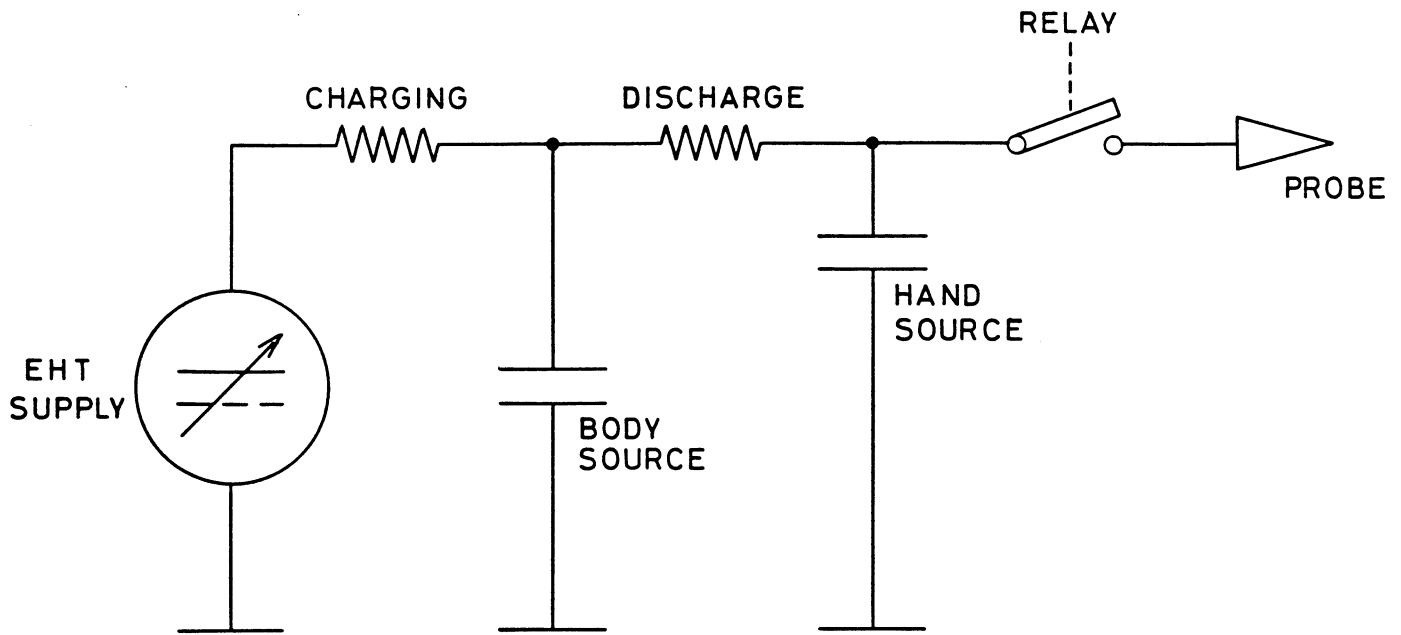 RELAY
CHARGING
DISCHARGE
PROBE
HAND
SOURCE
EHT
SUPPLY
BODY
SOURCE